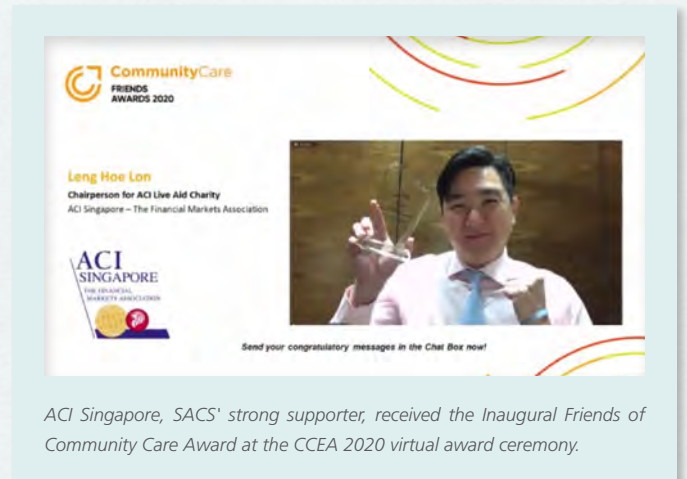 CommunityCare
FRIENDS
AWARDS 2020
Leng Hoe Lon
Chairperson for ACI Live Aid Charity
ACI Singapore – The Financial Markets Association
ACI
SINGAPORE
THE FINANCIAL
MARKETS ASSOCIATION
Send your congratulatory messages in the Chat Box now!
ACI Singapore, SACS' strong supporter, received the Inaugural Friends of
Community Care Award at the CCEA 2020 virtual award ceremony.